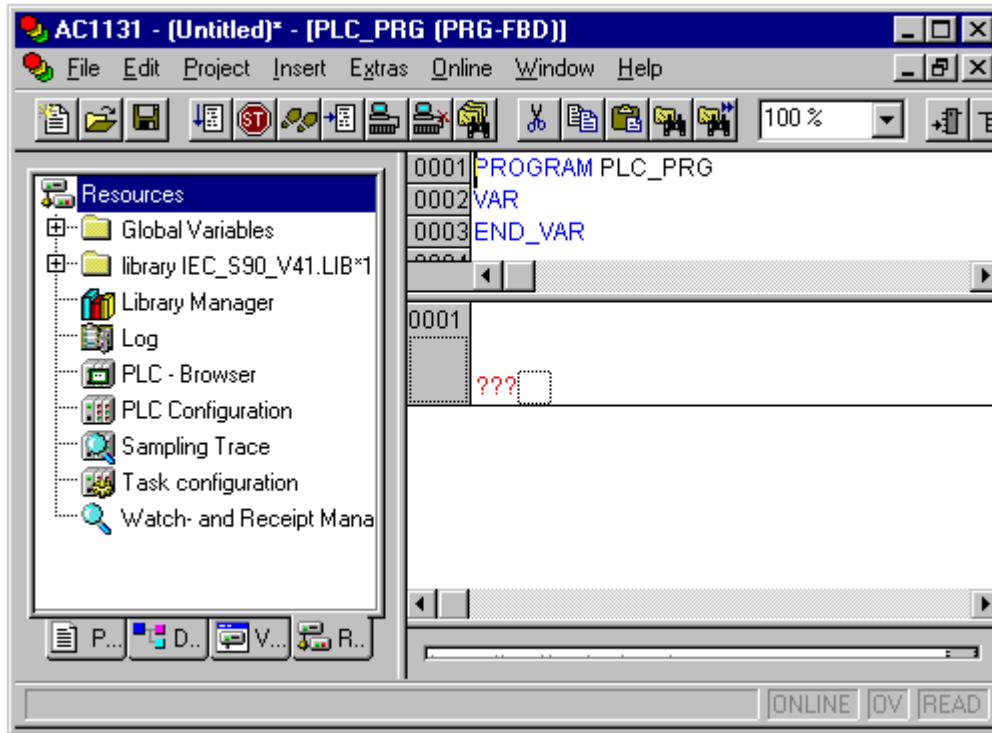 AC1131 - (Untitled)* - [PLC_PRG (PRG-FBD)]
File Edit Project Insert Extras Online Window Help
ST 100 %
Resources
Global Variables
library IEC_S90_V41.LIB*1
Library Manager
Log
PLC - Browser
PLC Configuration
Sampling Trace
Task configuration
Watch- and Receipt Mana
P... D.. V... R..
0001 PROGRAM PLC_PRG
0002 VAR
0003 END_VAR
0001
???
ONLINE OV READ